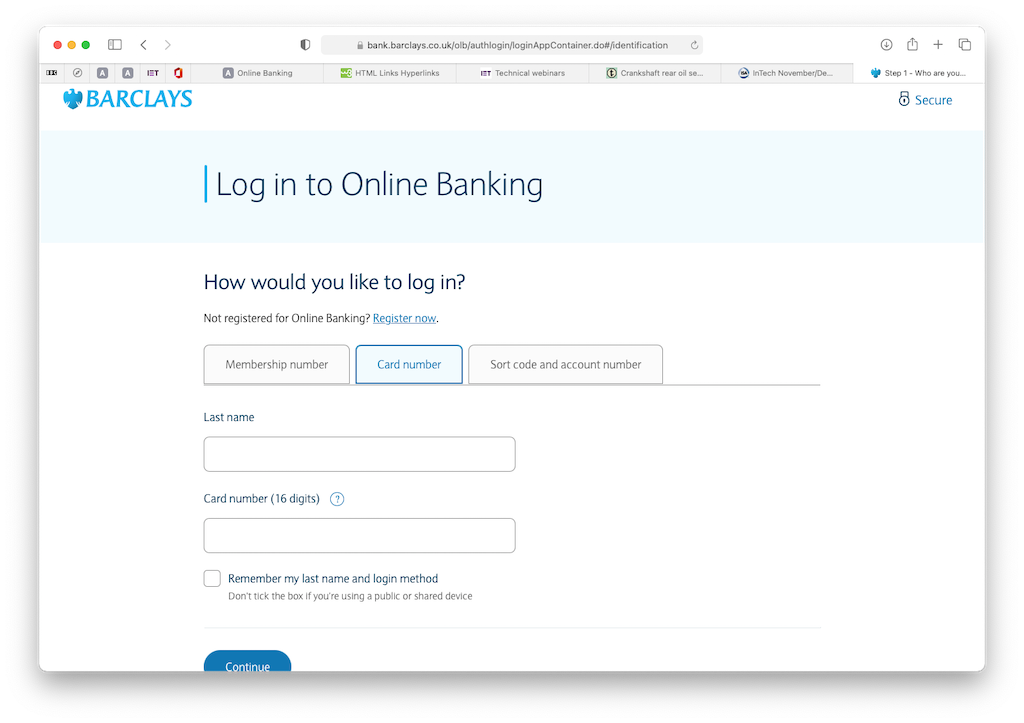 bank.barclays.co.uk/olb/authlogin/loginAppContainer.do#/identification
A A IET A Online Banking HTML Links Hyperlinks IET Technical webinars Crankshaft rear oil se... InTech November/De... Step 1 - Who are you...
BARCLAYS
Secure
Log in to Online Banking
How would you like to log in?
Not registered for Online Banking? Register now.
Membership number
Card number
Sort code and account number
Last name
Card number (16 digits) ?
Remember my last name and login method
Don't tick the box if you're using a public or shared device
Continue